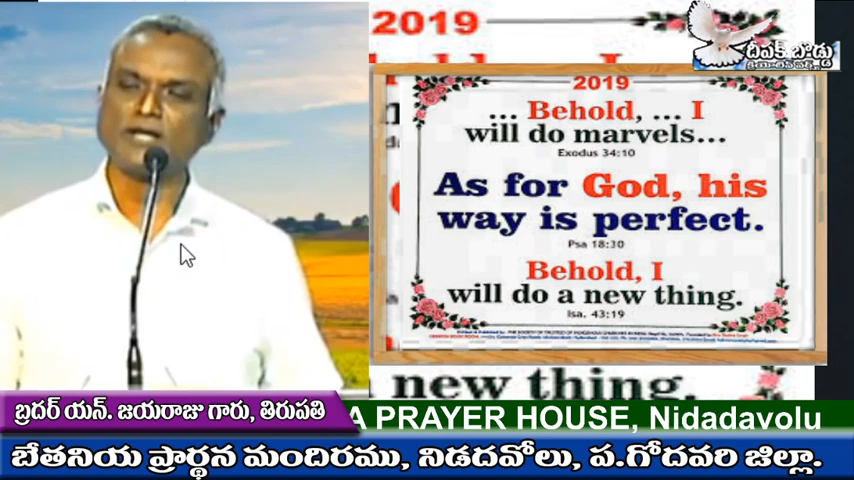 2019
దీపక్ బొడ్డు
2019
... Behold, ... I
will do marvels...
Exodus 34:10
As for God, his
way is perfect.
Psa 18:30
Behold, I
will do a new thing.
Isa. 43:19
new thing.
బ్రదర్ యన్. జయరాజు గారు, తిరుపతి
A PRAYER HOUSE, Nidadavolu
బేతనియ ప్రార్థన మందిరము, నిడదవోలు, ప.గోదవరి జిల్లా.